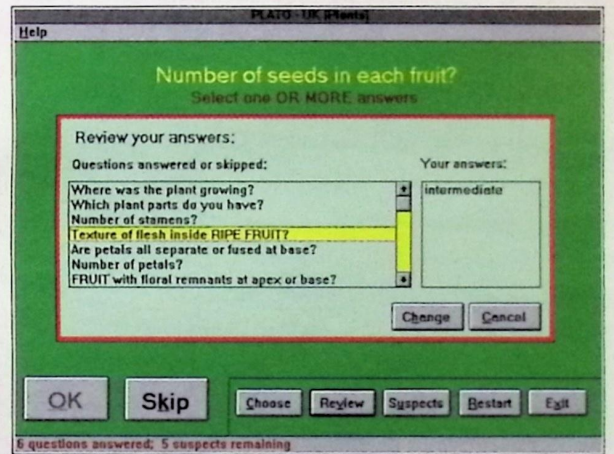 PLATO - UK [Plants]
Help
Number of seeds in each fruit?
Select one OR MORE answers
Review your answers:
Questions answered or skipped:
Your answers:
Where was the plant growing?
Which plant parts do you have?
Number of stamens?
Texture of flesh inside RIPE FRUIT?
Are petals all separate or fused at base?
Number of petals?
FRUIT with floral remnants at apex or base?
intermediate
Change
Cancel
OK
Skip
Choose
Review
Suspects
Restart
Exit
6 questions answered; 5 suspects remaining